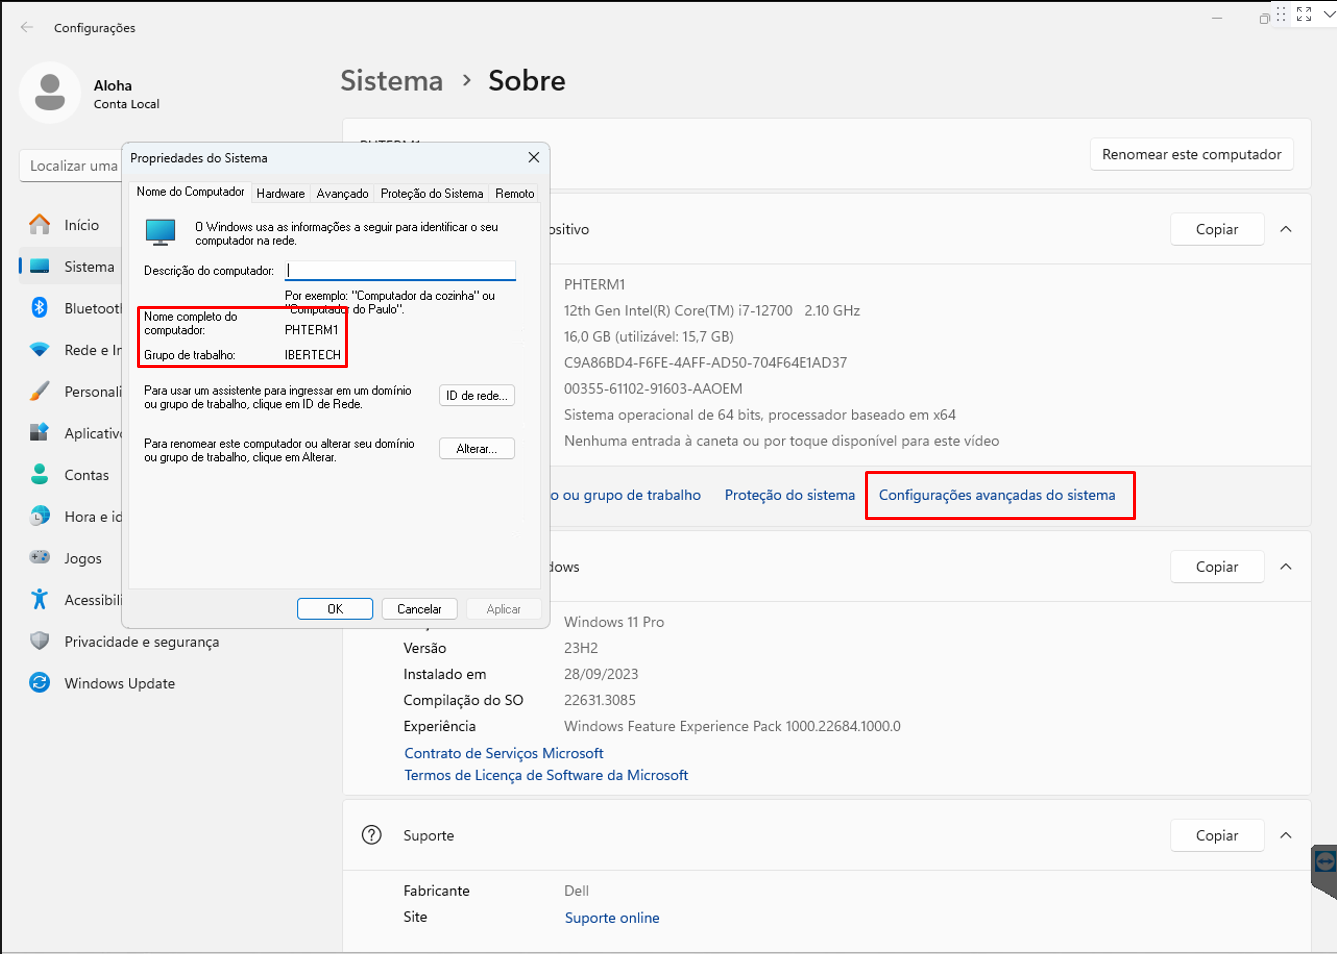 Configurações
Aloha
Conta Local
Sistema > Sobre
Localizar uma
Início
Sistema
Bluetooth
Rede e In
Personali
Aplicativo
Contas
Hora e id
Jogos
Acessibili
Privacidade e segurança
Windows Update
Propriedades do Sistema
Nome do Computador
Hardware
Avançado
Proteção do Sistema
Remoto
O Windows usa as informações a seguir para identificar o seu
computador na rede.
Descrição do computador:
Por exemplo: "Computador da cozinha" ou
"Computador do Paulo".
Nome completo do
computador: PHTERM1
Grupo de trabalho: IBERTECH
Para usar um assistente para ingressar em um domínio
ou grupo de trabalho, clique em ID de Rede.
ID de rede...
Para renomear este computador ou alterar seu domínio
ou grupo de trabalho, clique em Alterar.
Alterar...
OK
Cancelar
Aplicar
PHTERM1
Renomear este computador
ositivo
Copiar
PHTERM1
12th Gen Intel(R) Core(TM) i7-12700 2.10 GHz
16,0 GB (utilizável: 15,7 GB)
C9A86BD4-F6FE-4AFF-AD50-704F64E1AD37
00355-61102-91603-AAOEM
Sistema operacional de 64 bits, processador baseado em x64
Nenhuma entrada à caneta ou por toque disponível para este vídeo
o ou grupo de trabalho
Proteção do sistema
Configurações avançadas do sistema
dows
Copiar
Windows 11 Pro
Versão 23H2
Instalado em 28/09/2023
Compilação do SO 22631.3085
Experiência Windows Feature Experience Pack 1000.22684.1000.0
Contrato de Serviços Microsoft
Termos de Licença de Software da Microsoft
Suporte
Copiar
Fabricante Dell
Site Suporte online